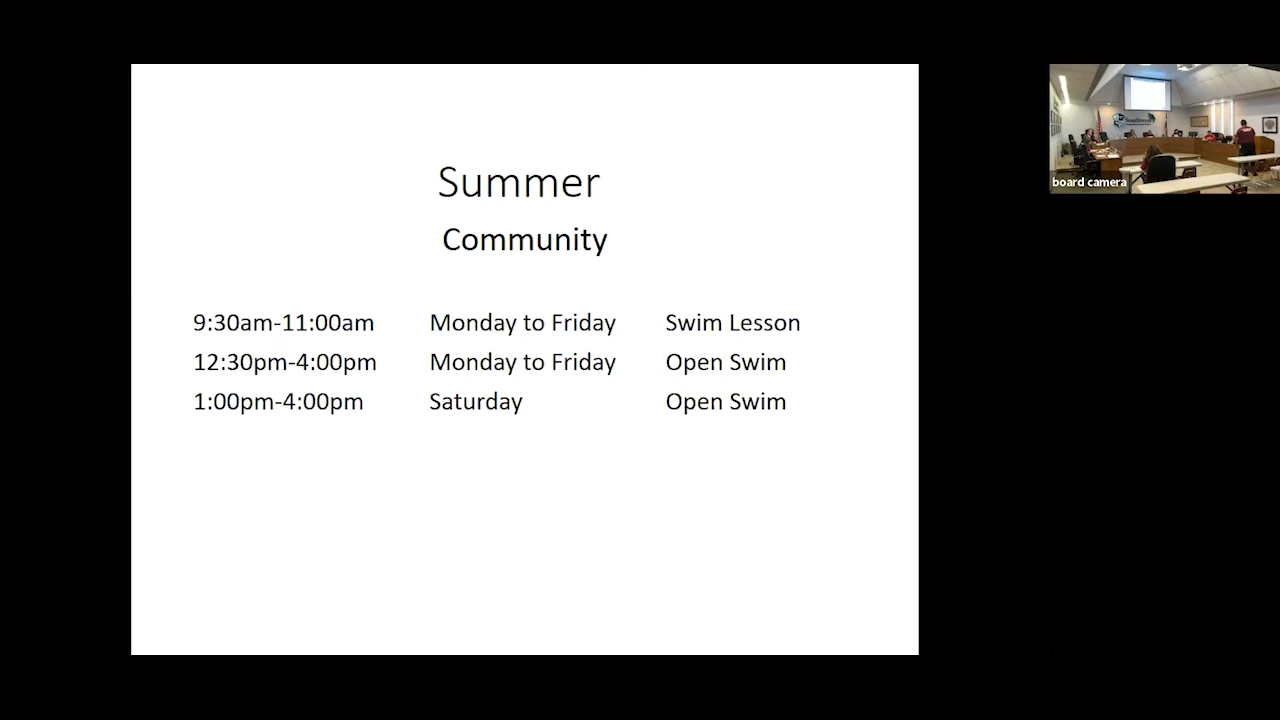 Summer
Community
9:30am-11:00am Monday to Friday Swim Lesson
12:30pm-4:00pm Monday to Friday Open Swim
1:00pm-4:00pm Saturday Open Swim
Southwest
board camera